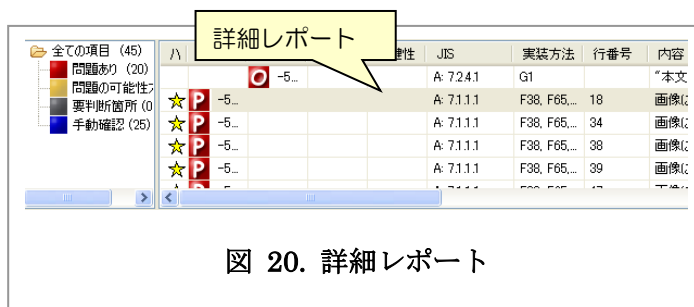 詳細レポート
全ての項目 (45)
問題あり (20)
問題の可能性
要判断箇所 (0
手動確認 (25)
ハ 性 JIS 実装方法 行番号 内容
O -5... A: 7.2.4.1 G1 "本文
P -5... A: 7.1.1.1 F38, F65,... 18 画像
P -5... A: 7.1.1.1 F38, F65,... 34 画像
P -5... A: 7.1.1.1 F38, F65,... 38 画像
P -5... A: 7.1.1.1 F38, F65,... 39 画像
図 20. 詳細レポート